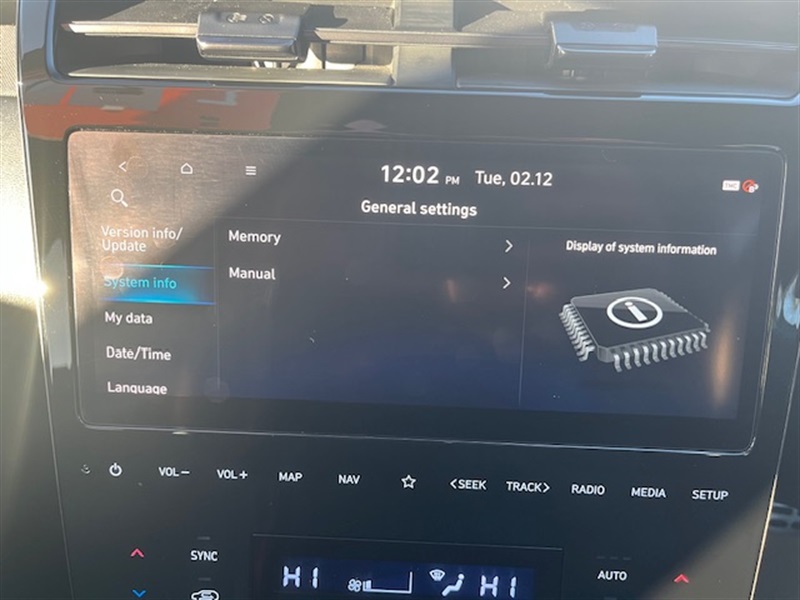 12:02 PM Tue, 02.12
General settings
Version info/
Update
System info
My data
Date/Time
Language
Memory
Manual
Display of system information
i
VOL−
VOL+
MAP
NAV
<SEEK
TRACK>
RADIO
MEDIA
SETUP
SYNC
AUTO
HI
HI